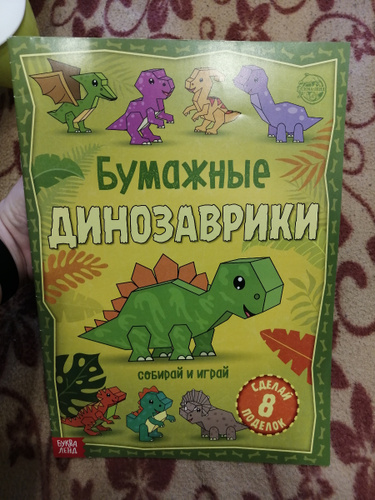 Бумажные
ДИНОЗАВРИКИ
собирай и играй
СДЕЛАЙ
8
ПОДЕЛОК
БУКВА
ЛЕНД